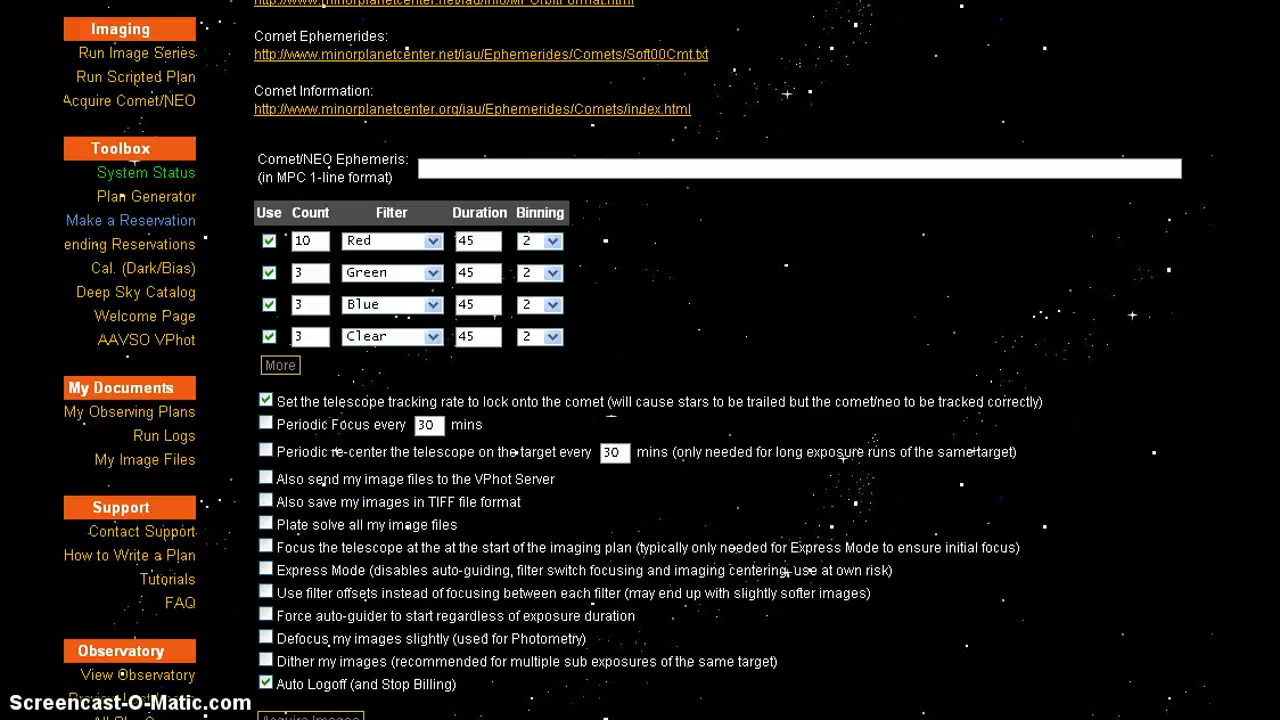 Imaging
Run Image Series
Run Scripted Plan
Acquire Comet/NEO
Toolbox
System Status
Plan Generator
Make a Reservation
ending Reservations
Cal. (Dark/Bias)
Deep Sky Catalog
Welcome Page
AAVSO VPhot
My Documents
My Observing Plans
Run Logs
My Image Files
Support
Contact Support
How to Write a Plan
Tutorials
FAQ
Observatory
View Observatory
Comet Ephemerides:
http://www.minorplanetcenter.net/iau/Ephemerides/Comets/Soft00Cmt.txt
Comet Information:
http://www.minorplanetcenter.org/iau/Ephemerides/Comets/index.html
Comet/NEO Ephemeris:
(in MPC 1-line format)
Use Count Filter Duration Binning
10 Red 45 2
3 Green 45 2
3 Blue 45 2
3 Clear 45 2
More
Set the telescope tracking rate to lock onto the comet (will cause stars to be trailed but the comet/neo to be tracked correctly)
Periodic Focus every 30 mins
Periodic re-center the telescope on the target every 30 mins (only needed for long exposure runs of the same target)
Also send my image files to the VPhot Server
Also save my images in TIFF file format
Plate solve all my image files
Focus the telescope at the at the start of the imaging plan (typically only needed for Express Mode to ensure initial focus)
Express Mode (disables auto-guiding, filter switch focusing and imaging centering, use at own risk)
Use filter offsets instead of focusing between each filter (may end up with slightly softer images)
Force auto-guider to start regardless of exposure duration
Defocus my images slightly (used for Photometry)
Dither my images (recommended for multiple sub exposures of the same target)
Auto Logoff (and Stop Billing)
Acquire Images
Screencast-O-Matic.com